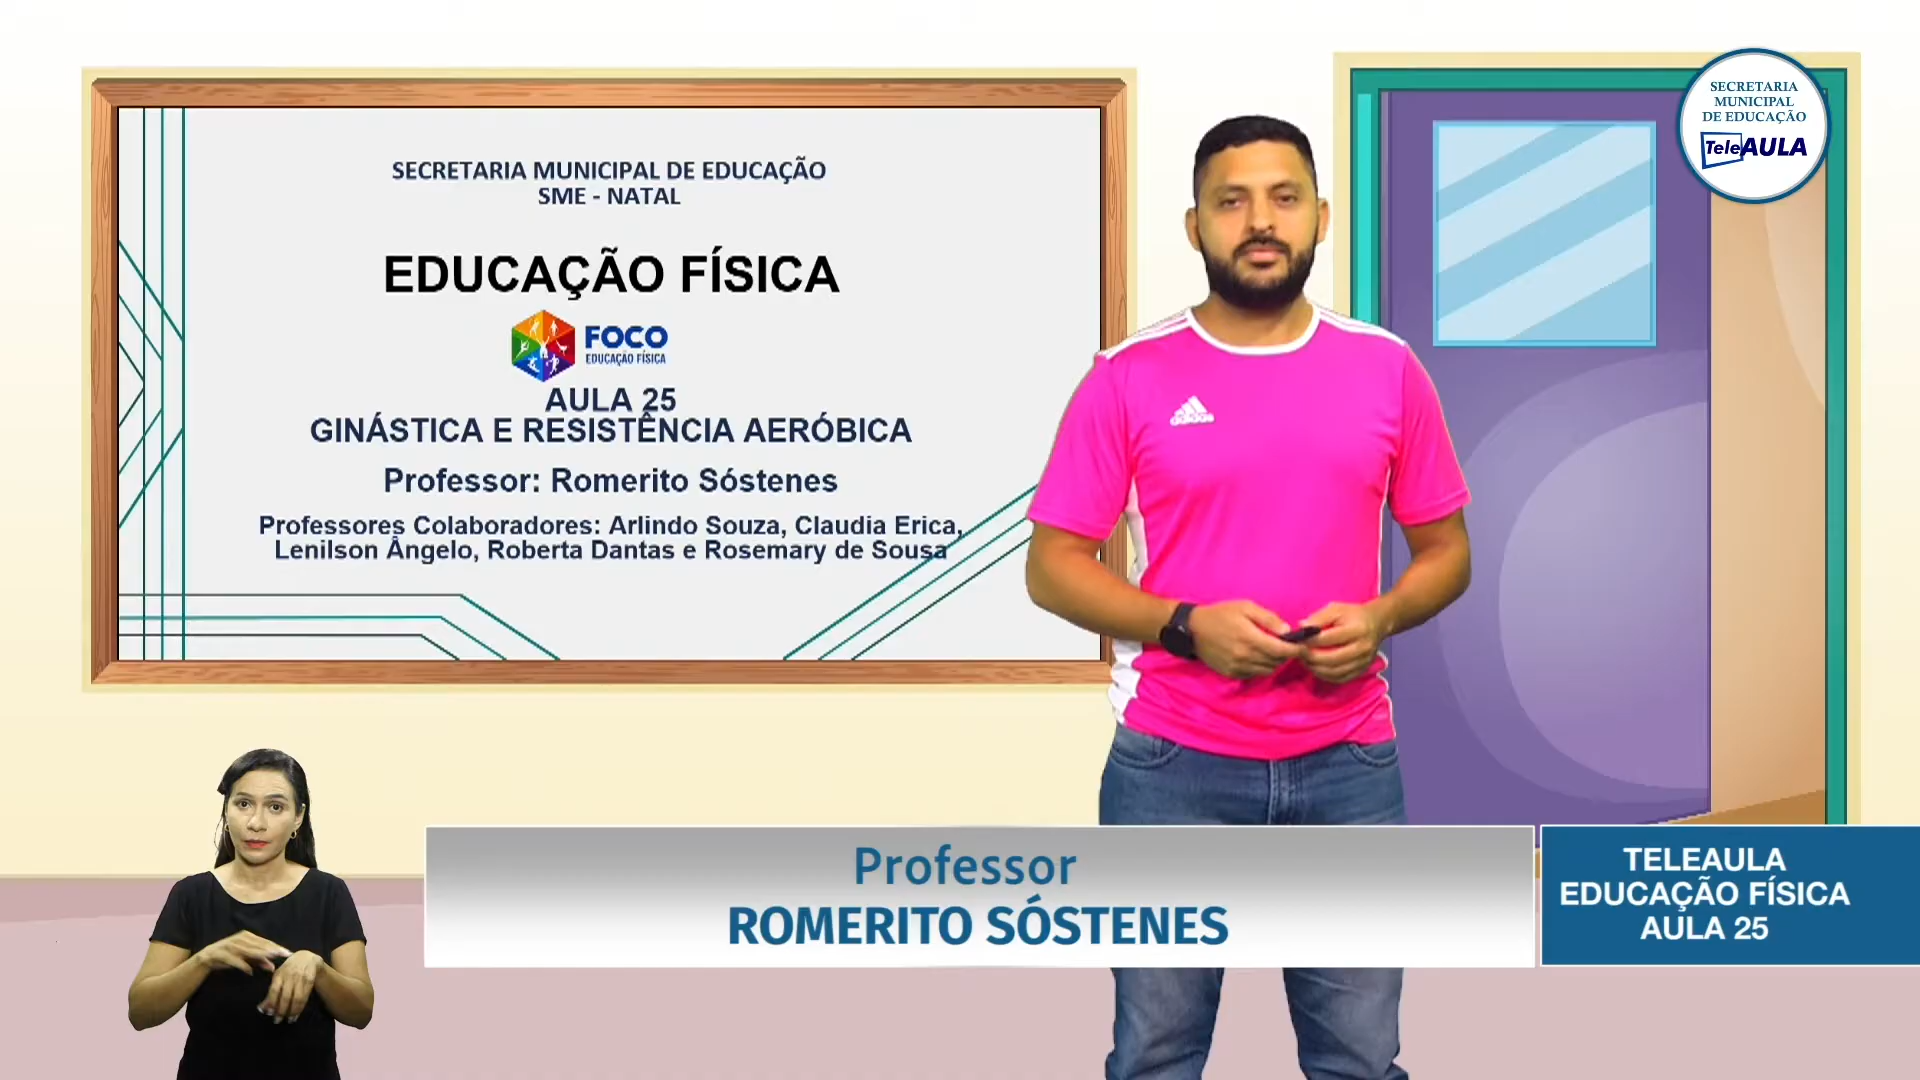 SECRETARIA MUNICIPAL DE EDUCAÇÃO
SME - NATAL
EDUCAÇÃO FÍSICA
FOCO
EDUCAÇÃO FÍSICA
AULA 25
GINÁSTICA E RESISTÊNCIA AERÓBICA
Professor: Romerito Sóstenes
Professores Colaboradores: Arlindo Souza, Claudia Erica,
Lenilson Ângelo, Roberta Dantas e Rosemary de Sousa
SECRETARIA
MUNICIPAL
DE EDUCAÇÃO
TeleAULA
adidas
Professor
ROMERITO SÓSTENES
TELEAULA
EDUCAÇÃO FÍSICA
AULA 25